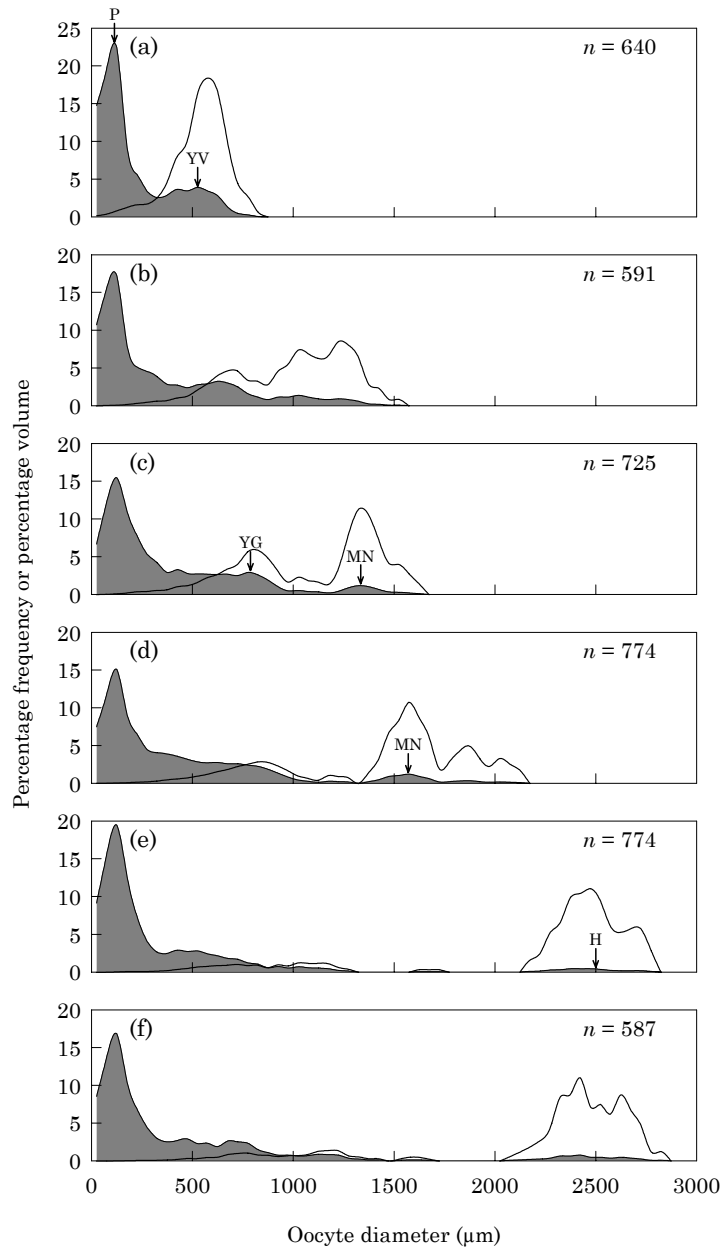 P
25
20
15
10
5
0
(a)
n = 640
YV
20
15
10
5
0
(b)
n = 591
20
15
10
5
0
(c)
n = 725
YG
MN
20
15
10
5
0
(d)
n = 774
MN
20
15
10
5
0
(e)
n = 774
H
20
15
10
5
0
(f)
n = 587
0 500 1000 1500 2000 2500 3000
Oocyte diameter (µm)
Percentage frequency or percentage volume